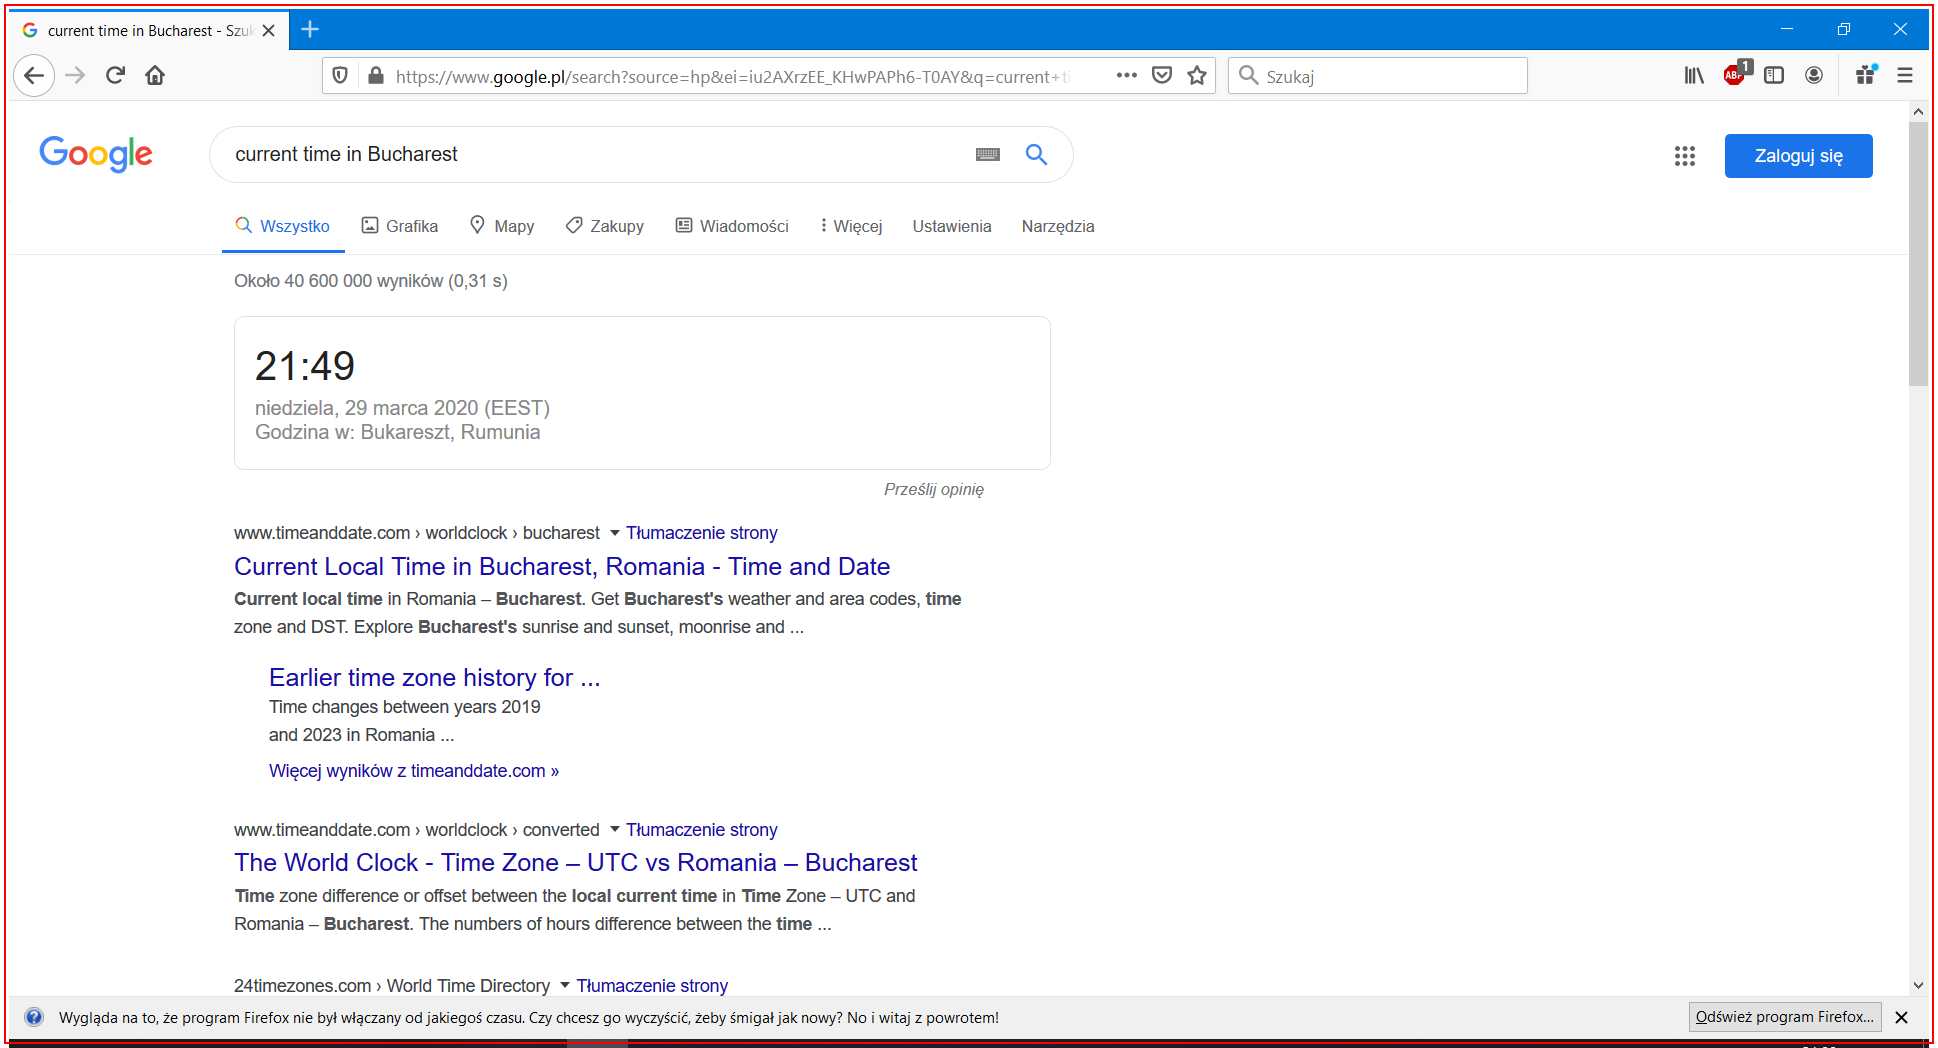 current time in Bucharest - Szuk
https://www.google.pl/search?source=hp&ei=iu2AXrzEE_KHwPAPh6-T0AY&q=current+ti
Szukaj
ABP
1
Google
current time in Bucharest
Zaloguj się
Wszystko
Grafika
Mapy
Zakupy
Wiadomości
Więcej
Ustawienia
Narzędzia
Około 40 600 000 wyników (0,31 s)
21:49
niedziela, 29 marca 2020 (EEST)
Godzina w: Bukareszt, Rumunia
Prześlij opinię
www.timeanddate.com › worldclock › bucharest Tłumaczenie strony
Current Local Time in Bucharest, Romania - Time and Date
Current local time in Romania – Bucharest. Get Bucharest's weather and area codes, time
zone and DST. Explore Bucharest's sunrise and sunset, moonrise and ...
Earlier time zone history for ...
Time changes between years 2019
and 2023 in Romania ...
Więcej wyników z timeanddate.com »
www.timeanddate.com › worldclock › converted Tłumaczenie strony
The World Clock - Time Zone – UTC vs Romania – Bucharest
Time zone difference or offset between the local current time in Time Zone – UTC and
Romania – Bucharest. The numbers of hours difference between the time ...
24timezones.com › World Time Directory Tłumaczenie strony
Wygląda na to, że program Firefox nie był włączany od jakiegoś czasu. Czy chcesz go wyczyścić, żeby śmigał jak nowy? No i witaj z powrotem!
Odśwież program Firefox...